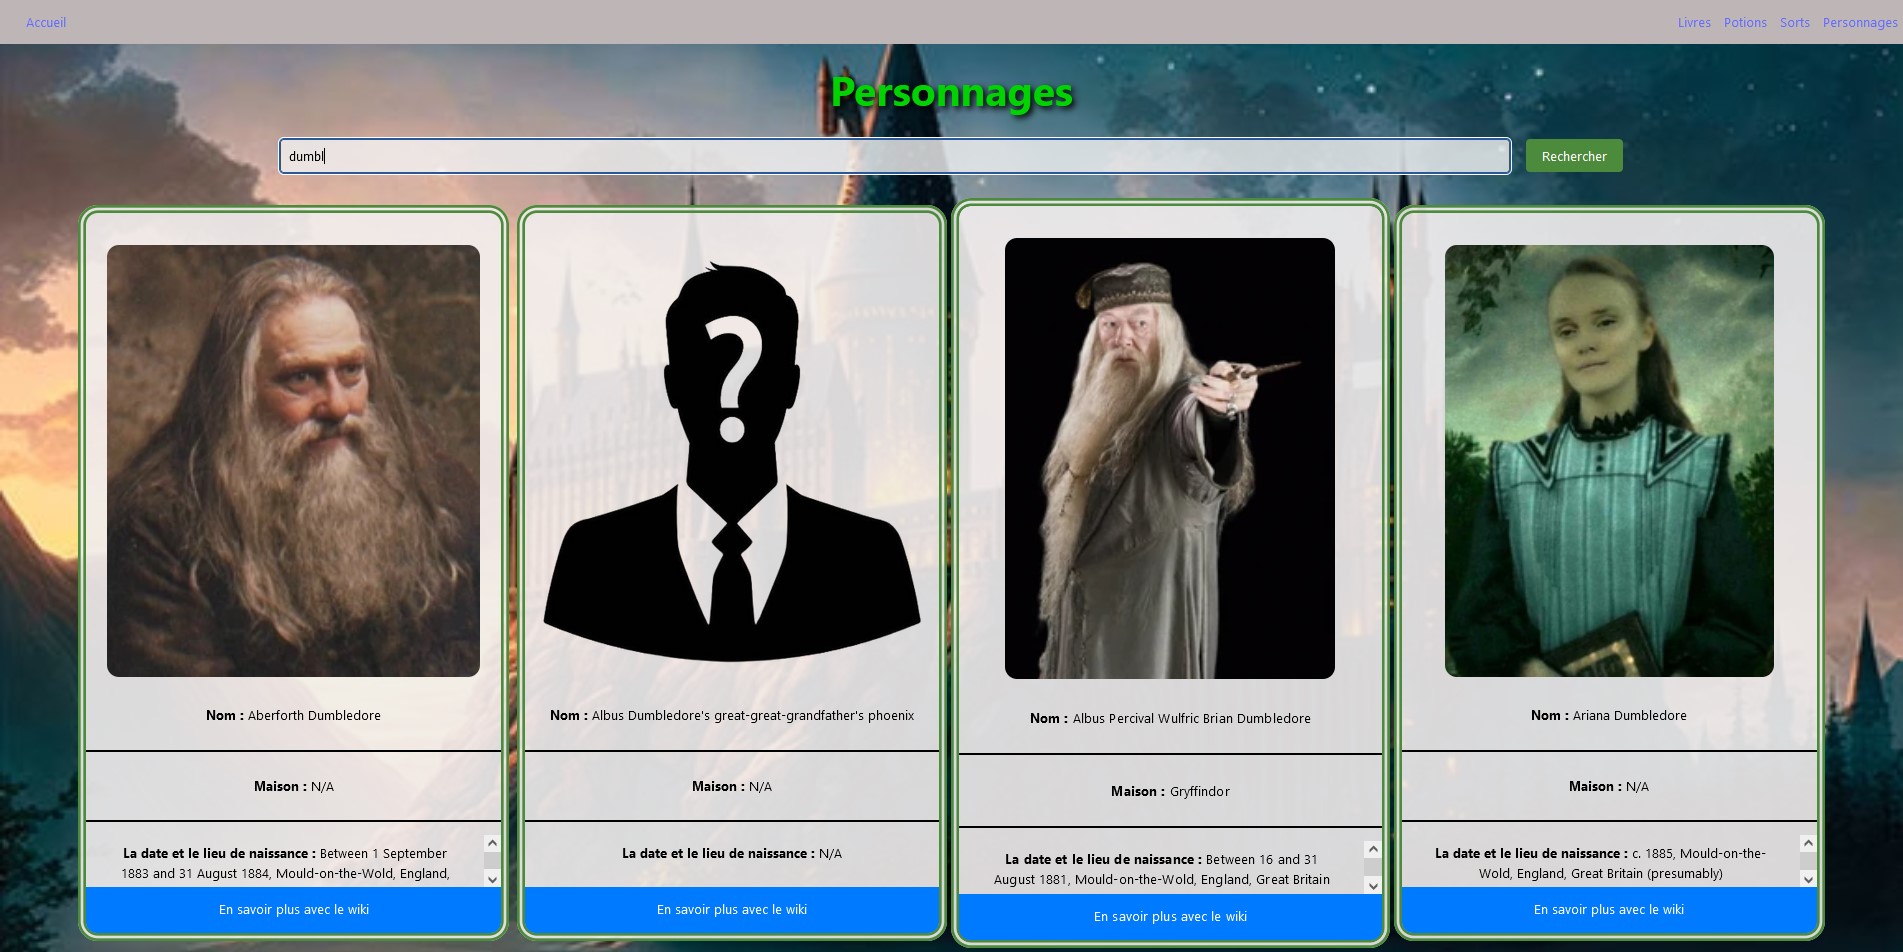 Accueil
Livres Potions Sorts Personnages
Personnages
dumbl
Rechercher
?
Nom : Aberforth Dumbledore
Maison : N/A
La date et le lieu de naissance : Between 1 September
1883 and 31 August 1884, Mould-on-the-Wold, England,
En savoir plus avec le wiki
Nom : Albus Dumbledore's great-great-grandfather's phoenix
Maison : N/A
La date et le lieu de naissance : N/A
En savoir plus avec le wiki
Nom : Albus Percival Wulfric Brian Dumbledore
Maison : Gryffindor
La date et le lieu de naissance : Between 16 and 31
August 1881, Mould-on-the-Wold, England, Great Britain
En savoir plus avec le wiki
Nom : Ariana Dumbledore
Maison : N/A
La date et le lieu de naissance : c. 1885, Mould-on-the-
Wold, England, Great Britain (presumably)
En savoir plus avec le wiki